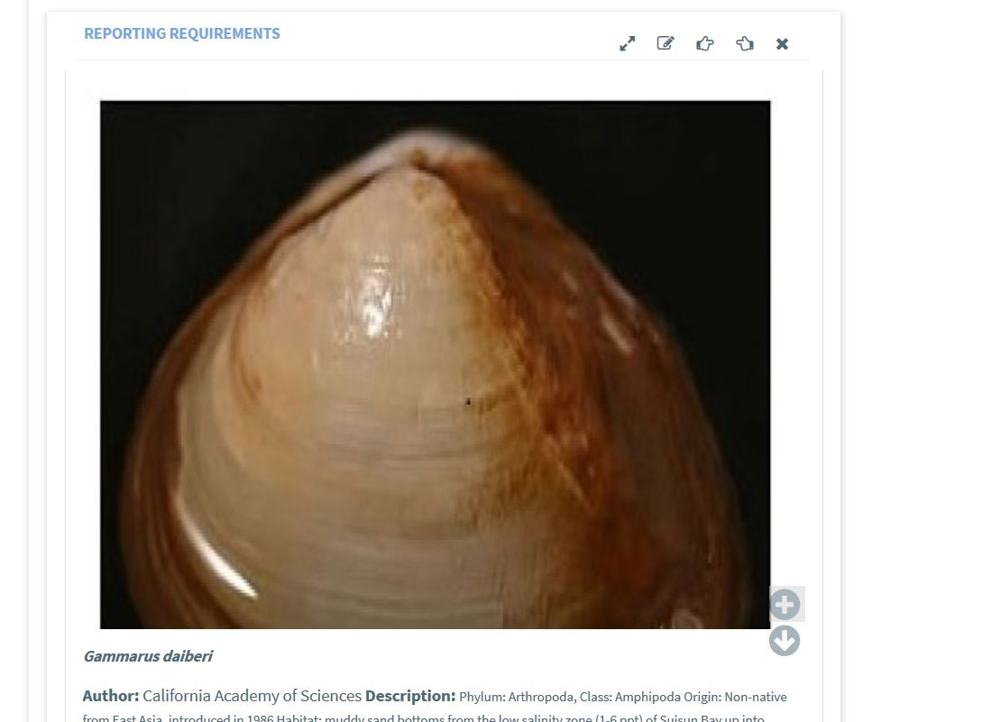 REPORTING REQUIREMENTS
Gammarus daiberi
Author: California Academy of Sciences Description: Phylum: Arthropoda, Class: Amphipoda Origin: Non-native
from East Asia, introduced in 1986 Habitat: muddy sand bottoms from the low salinity zone (1-6 ppt) of Suisun Bay up into